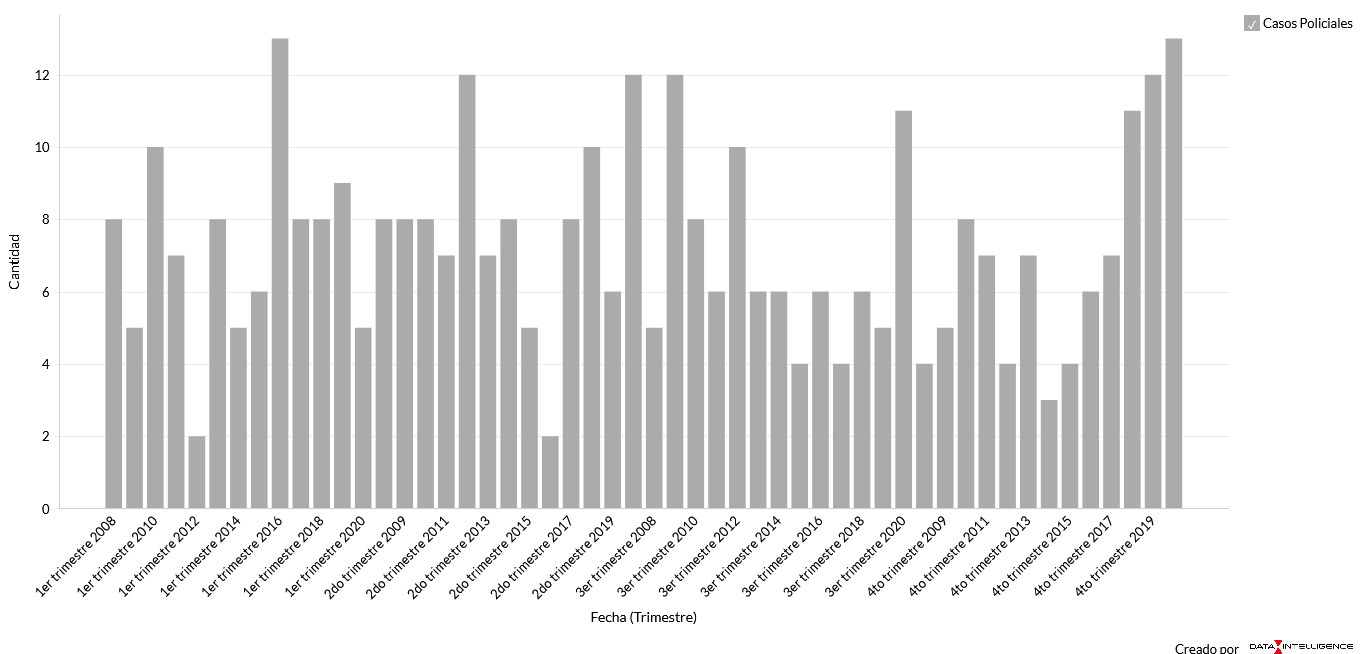 Casos Policiales
Cantidad
12
10
8
6
4
2
0
1er trimestre 2008
1er trimestre 2010
1er trimestre 2012
1er trimestre 2014
1er trimestre 2016
1er trimestre 2018
1er trimestre 2020
2do trimestre 2009
2do trimestre 2011
2do trimestre 2013
2do trimestre 2015
2do trimestre 2017
2do trimestre 2019
3er trimestre 2008
3er trimestre 2010
3er trimestre 2012
3er trimestre 2014
3er trimestre 2016
3er trimestre 2018
3er trimestre 2020
4to trimestre 2009
4to trimestre 2011
4to trimestre 2013
4to trimestre 2015
4to trimestre 2017
4to trimestre 2019
Fecha (Trimestre)
Creado por DATA INTELLIGENCE